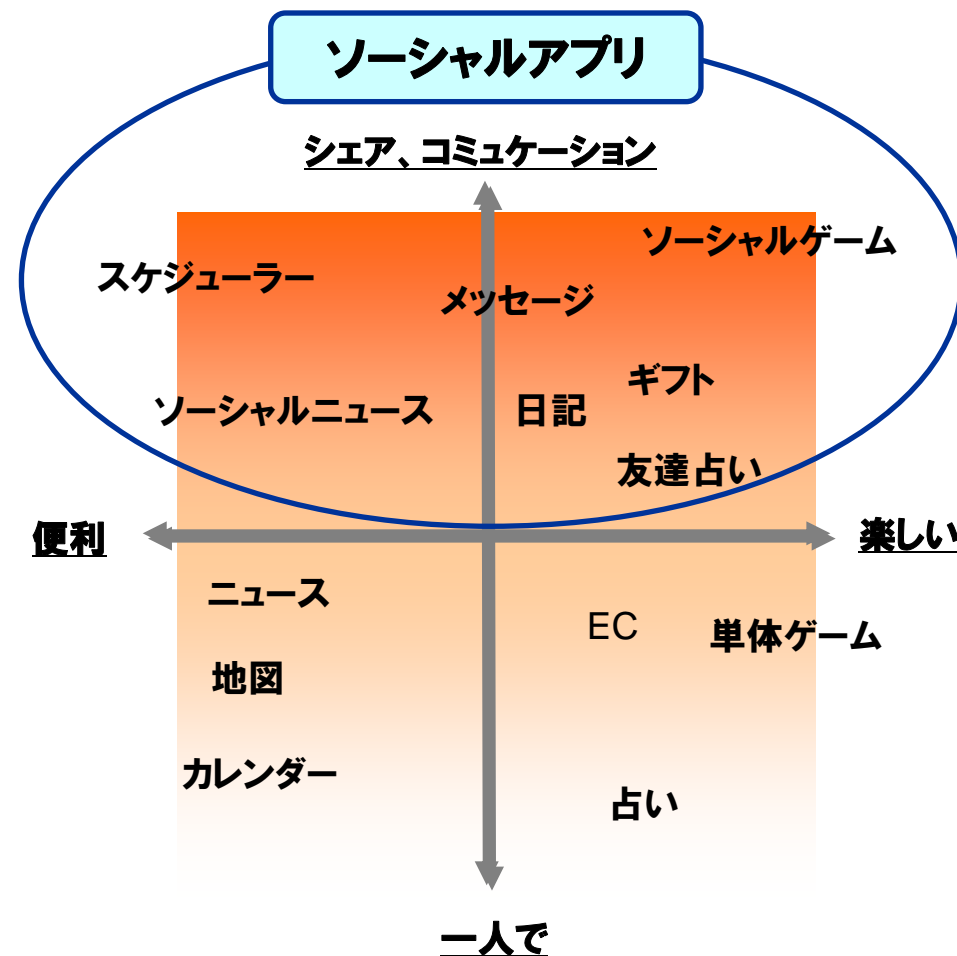 ソーシャルアプリ
シェア、コミュケーション
ソーシャルゲーム
スケジューラー
メッセージ
ギフト
ソーシャルニュース
日記
友達占い
便利
楽しい
ニュース
EC
単体ゲーム
地図
カレンダー
占い
一人で